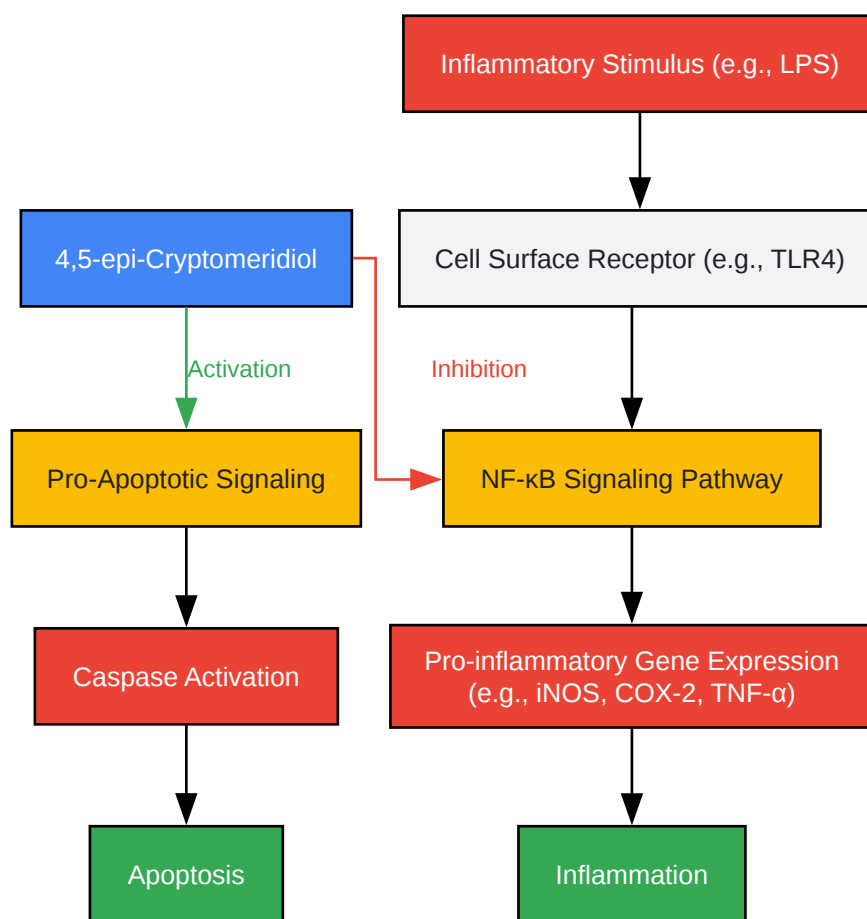 Inflammatory Stimulus (e.g., LPS)
4,5-epi-Cryptomeridiol
Cell Surface Receptor (e.g., TLR4)
Activation
Inhibition
Pro-Apoptotic Signaling
NF-κB Signaling Pathway
Caspase Activation
Pro-inflammatory Gene Expression
(e.g., iNOS, COX-2, TNF-α)
Apoptosis
Inflammation